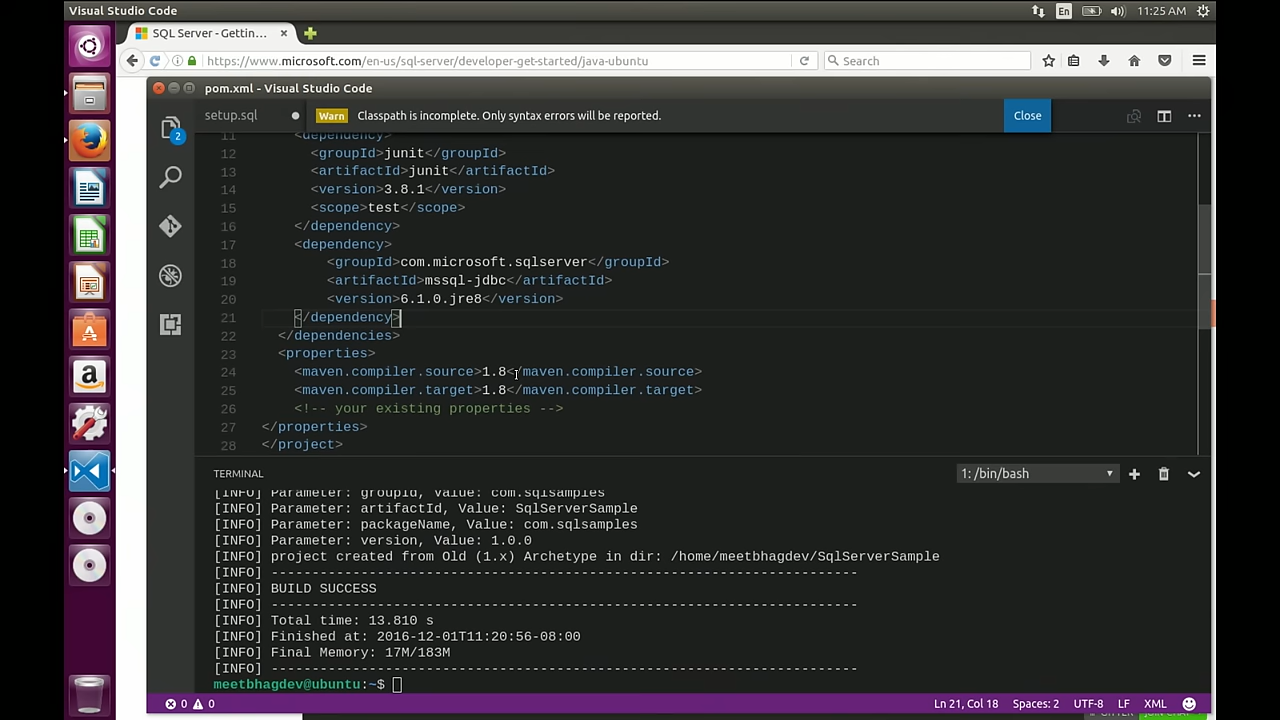 Visual Studio Code
En
11:25 AM
SQL Server - Gettin...
https://www.microsoft.com/en-us/sql-server/developer-get-started/java-ubuntu
Search
pom.xml - Visual Studio Code
setup.sql
Warn
Classpath is incomplete. Only syntax errors will be reported.
Close
2
11 <dependency>
12 <groupId>junit</groupId>
13 <artifactId>junit</artifactId>
14 <version>3.8.1</version>
15 <scope>test</scope>
16 </dependency>
17 <dependency>
18 <groupId>com.microsoft.sqlserver</groupId>
19 <artifactId>mssql-jdbc</artifactId>
20 <version>6.1.0.jre8</version>
21 </dependency>
22 </dependencies>
23 <properties>
24 <maven.compiler.source>1.8</maven.compiler.source>
25 <maven.compiler.target>1.8</maven.compiler.target>
26 <!-- your existing properties -->
27 </properties>
28 </project>
TERMINAL
1: /bin/bash
[INFO] Parameter: groupId, Value: com.sqlsamples
[INFO] Parameter: artifactId, Value: SqlServerSample
[INFO] Parameter: packageName, Value: com.sqlsamples
[INFO] Parameter: version, Value: 1.0.0
[INFO] project created from Old (1.x) Archetype in dir: /home/meetbhagdev/SqlServerSample
[INFO] ------------------------------------------------------------------------
[INFO] BUILD SUCCESS
[INFO] ------------------------------------------------------------------------
[INFO] Total time: 13.810 s
[INFO] Finished at: 2016-12-01T11:20:56-08:00
[INFO] Final Memory: 17M/183M
[INFO] ------------------------------------------------------------------------
meetbhagdev@ubuntu:~$
0 0
Ln 21, Col 18
Spaces: 2
UTF-8
LF
XML